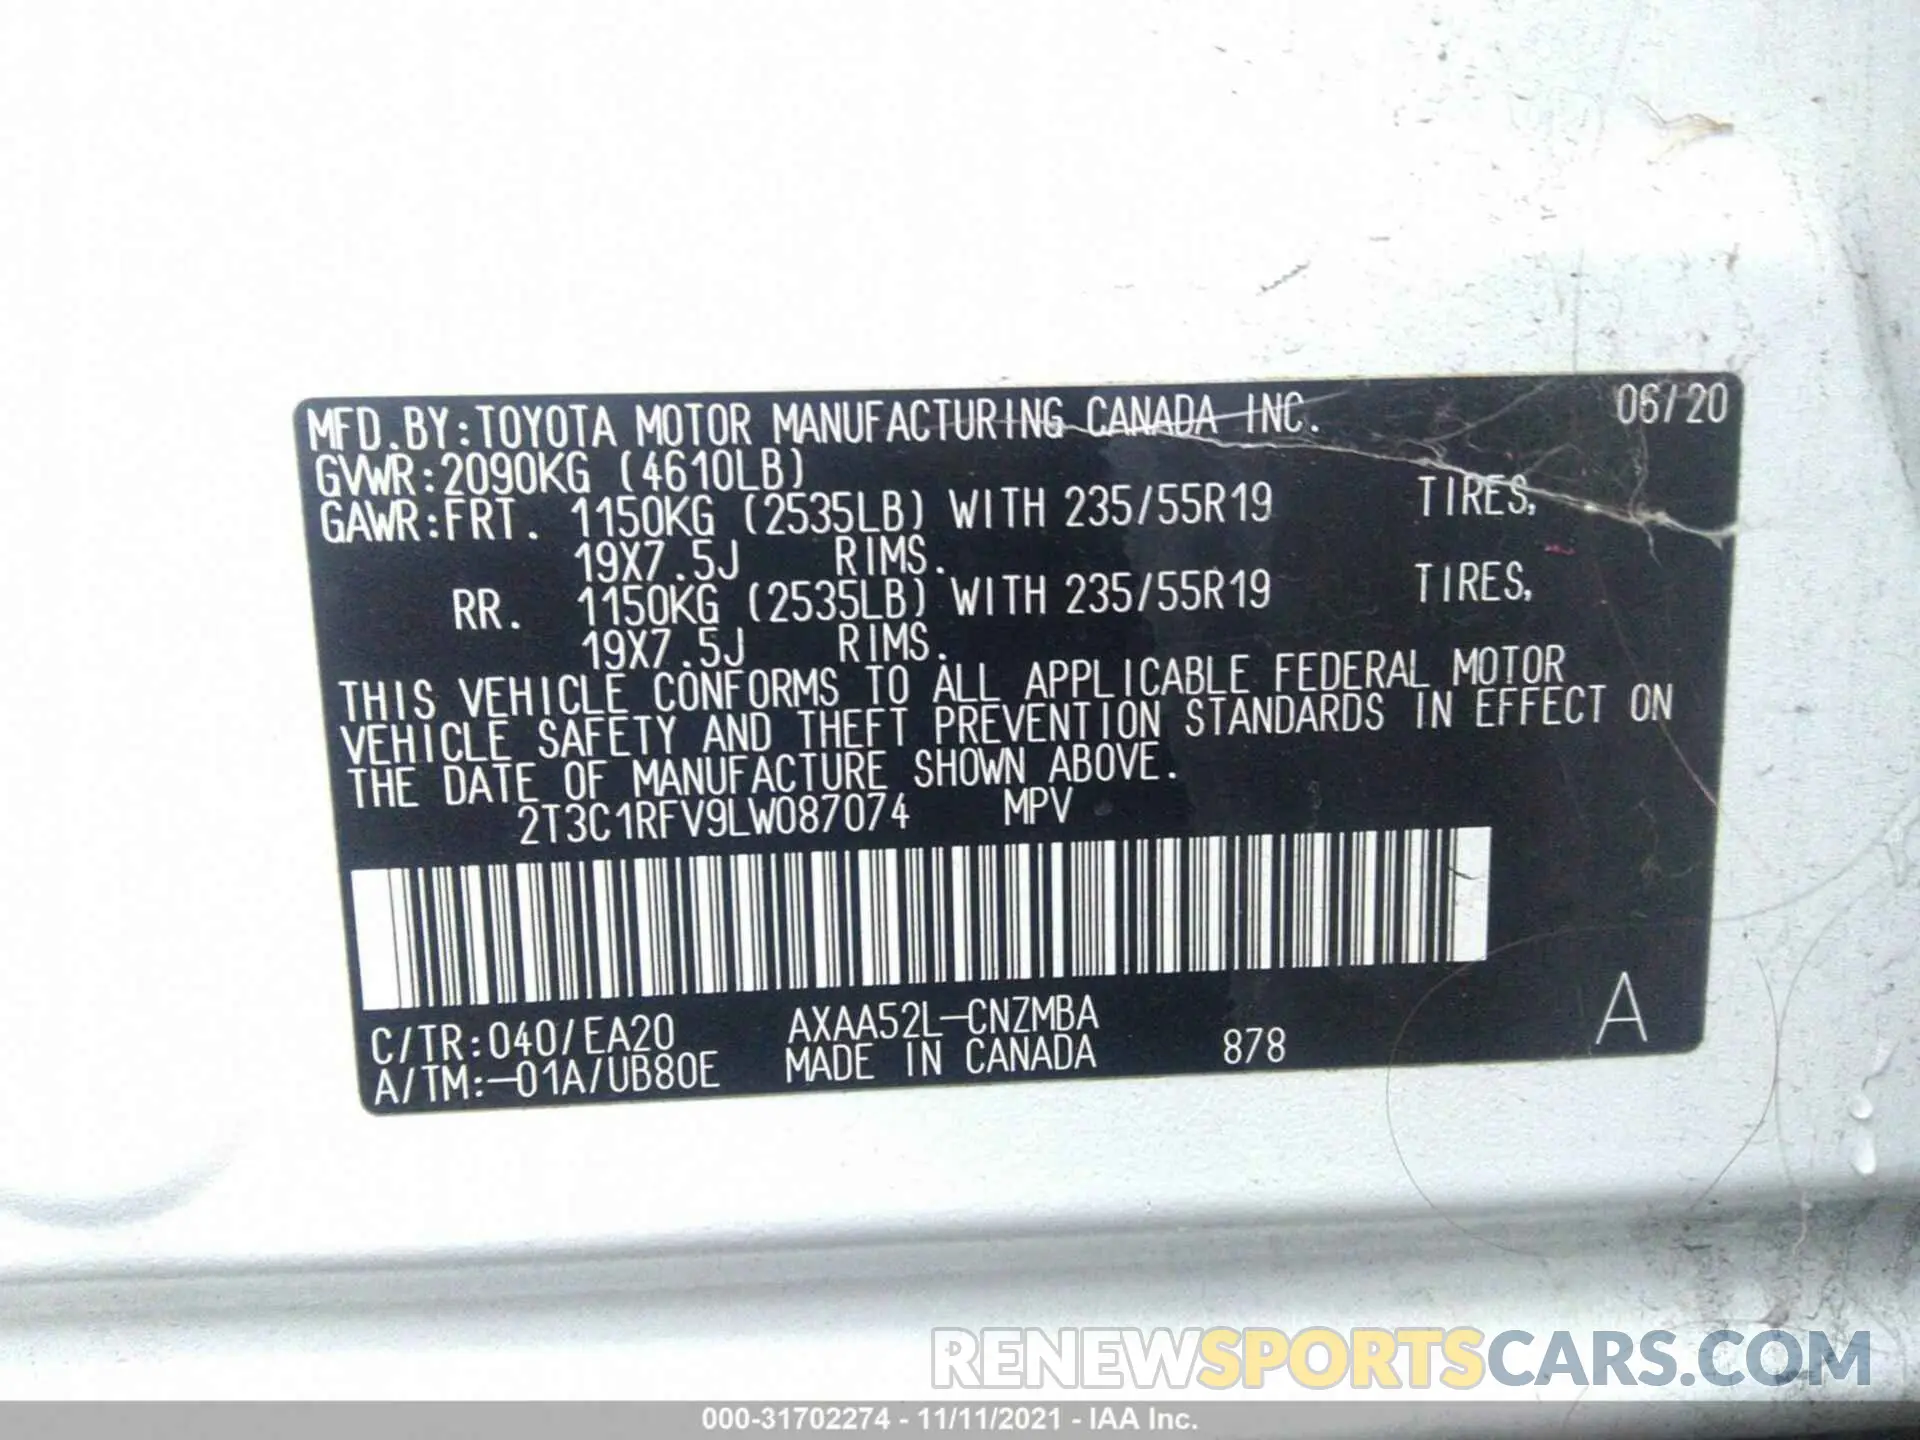 MFD.BY:TOYOTA MOTOR MANUFACTURING CANADA INC. 06/20
GVWR:2090KG (4610LB)
GAWR:FRT. 1150KG (2535LB) WITH 235/55R19 TIRES,
19X7.5J RIMS.
RR. 1150KG (2535LB) WITH 235/55R19 TIRES,
19X7.5J RIMS.
THIS VEHICLE CONFORMS TO ALL APPLICABLE FEDERAL MOTOR
VEHICLE SAFETY AND THEFT PREVENTION STANDARDS IN EFFECT ON
THE DATE OF MANUFACTURE SHOWN ABOVE.
2T3C1RFV9LW087074 MPV
C/TR:040/EA20 AXAA52L-CNZMBA A
A/TM:-01A/UB80E MADE IN CANADA 878
RENEWSPORTSCARS.COM
000-31702274 - 11/11/2021 - IAA Inc.